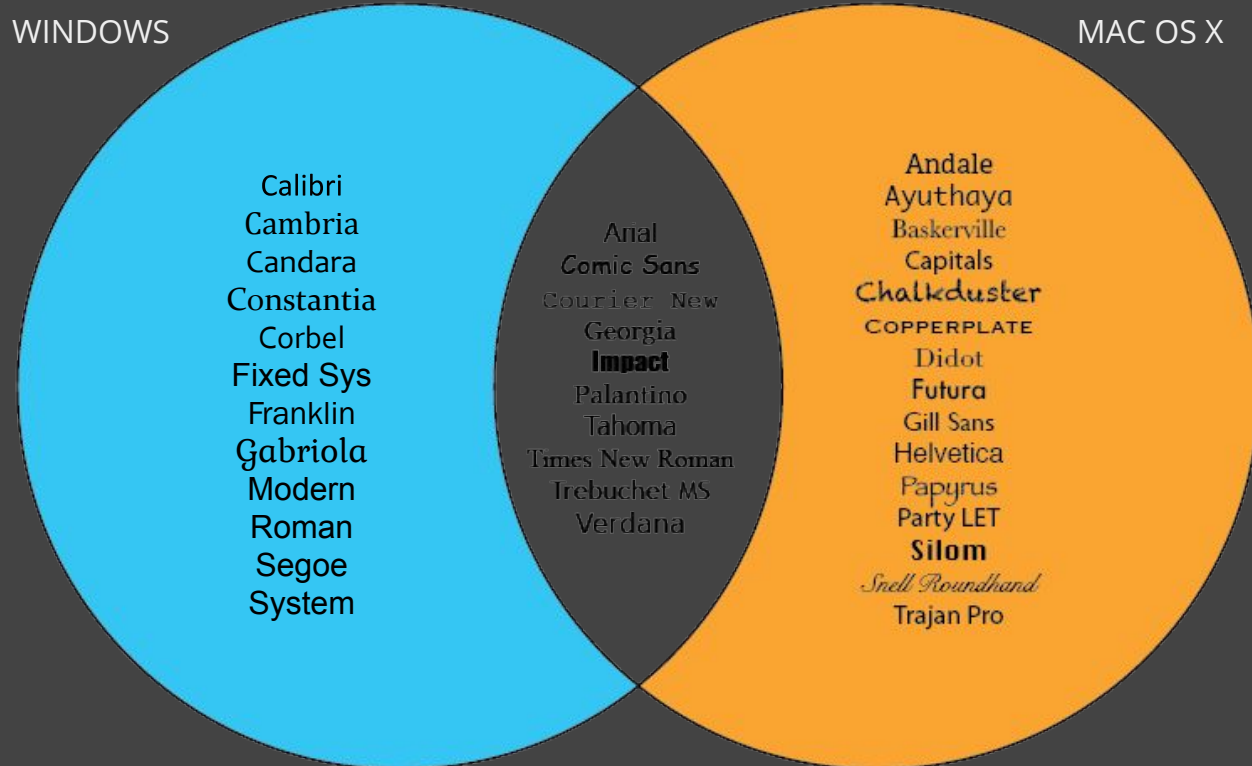 WINDOWS
MAC OS X
Calibri
Cambria
Candara
Constantia
Corbel
Fixed Sys
Franklin
Gabriola
Modern
Roman
Segoe
System
Arial
Comic Sans
Courier New
Georgia
Impact
Palantino
Tahoma
Times New Roman
Trebuchet MS
Verdana
Andale
Ayuthaya
Baskerville
Capitals
Chalkduster
COPPERPLATE
Didot
Futura
Gill Sans
Helvetica
Papyrus
Party LET
Silom
Snell Roundhand
Trajan Pro